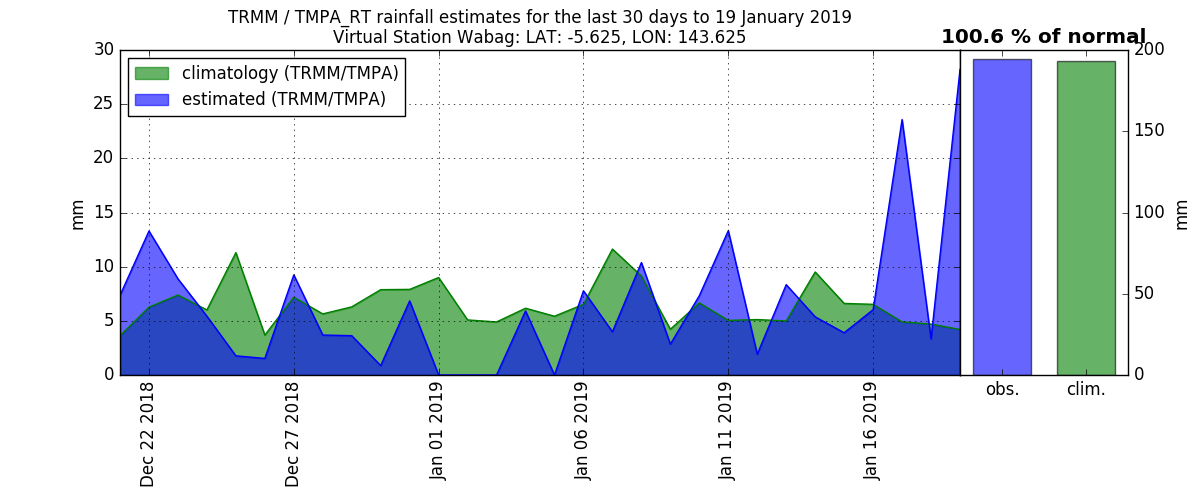 TRMM / TMPA_RT rainfall estimates for the last 30 days to 19 January 2019
Virtual Station Wabag: LAT: -5.625, LON: 143.625
100.6 % of normal
climatology (TRMM/TMPA)
estimated (TRMM/TMPA)
30
25
20
15
10
5
0
mm
Dec 22 2018
Dec 27 2018
Jan 01 2019
Jan 06 2019
Jan 11 2019
Jan 16 2019
obs.
clim.
200
150
100
50
0
mm